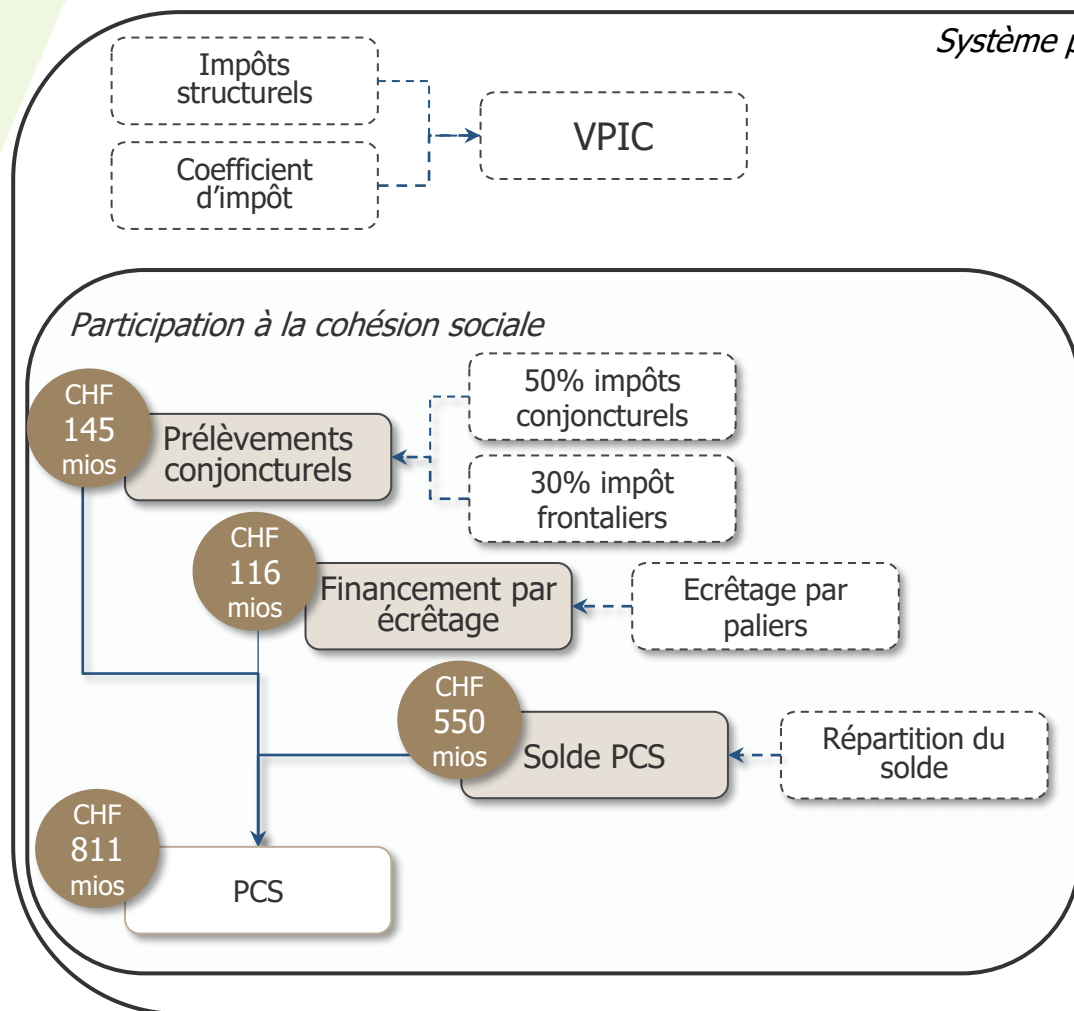 Système p
Impôts
structurels
VPIC
Coefficient
d'impôt
Participation à la cohésion sociale
CHF
145
mios
Prélèvements
conjoncturels
50% impôts
conjoncturels
30% impôt
frontaliers
CHF
116
mios
Financement par
écrêtage
Ecrêtage par
paliers
CHF
550
mios
Solde PCS
Répartition du
solde
CHF
811
mios
PCS